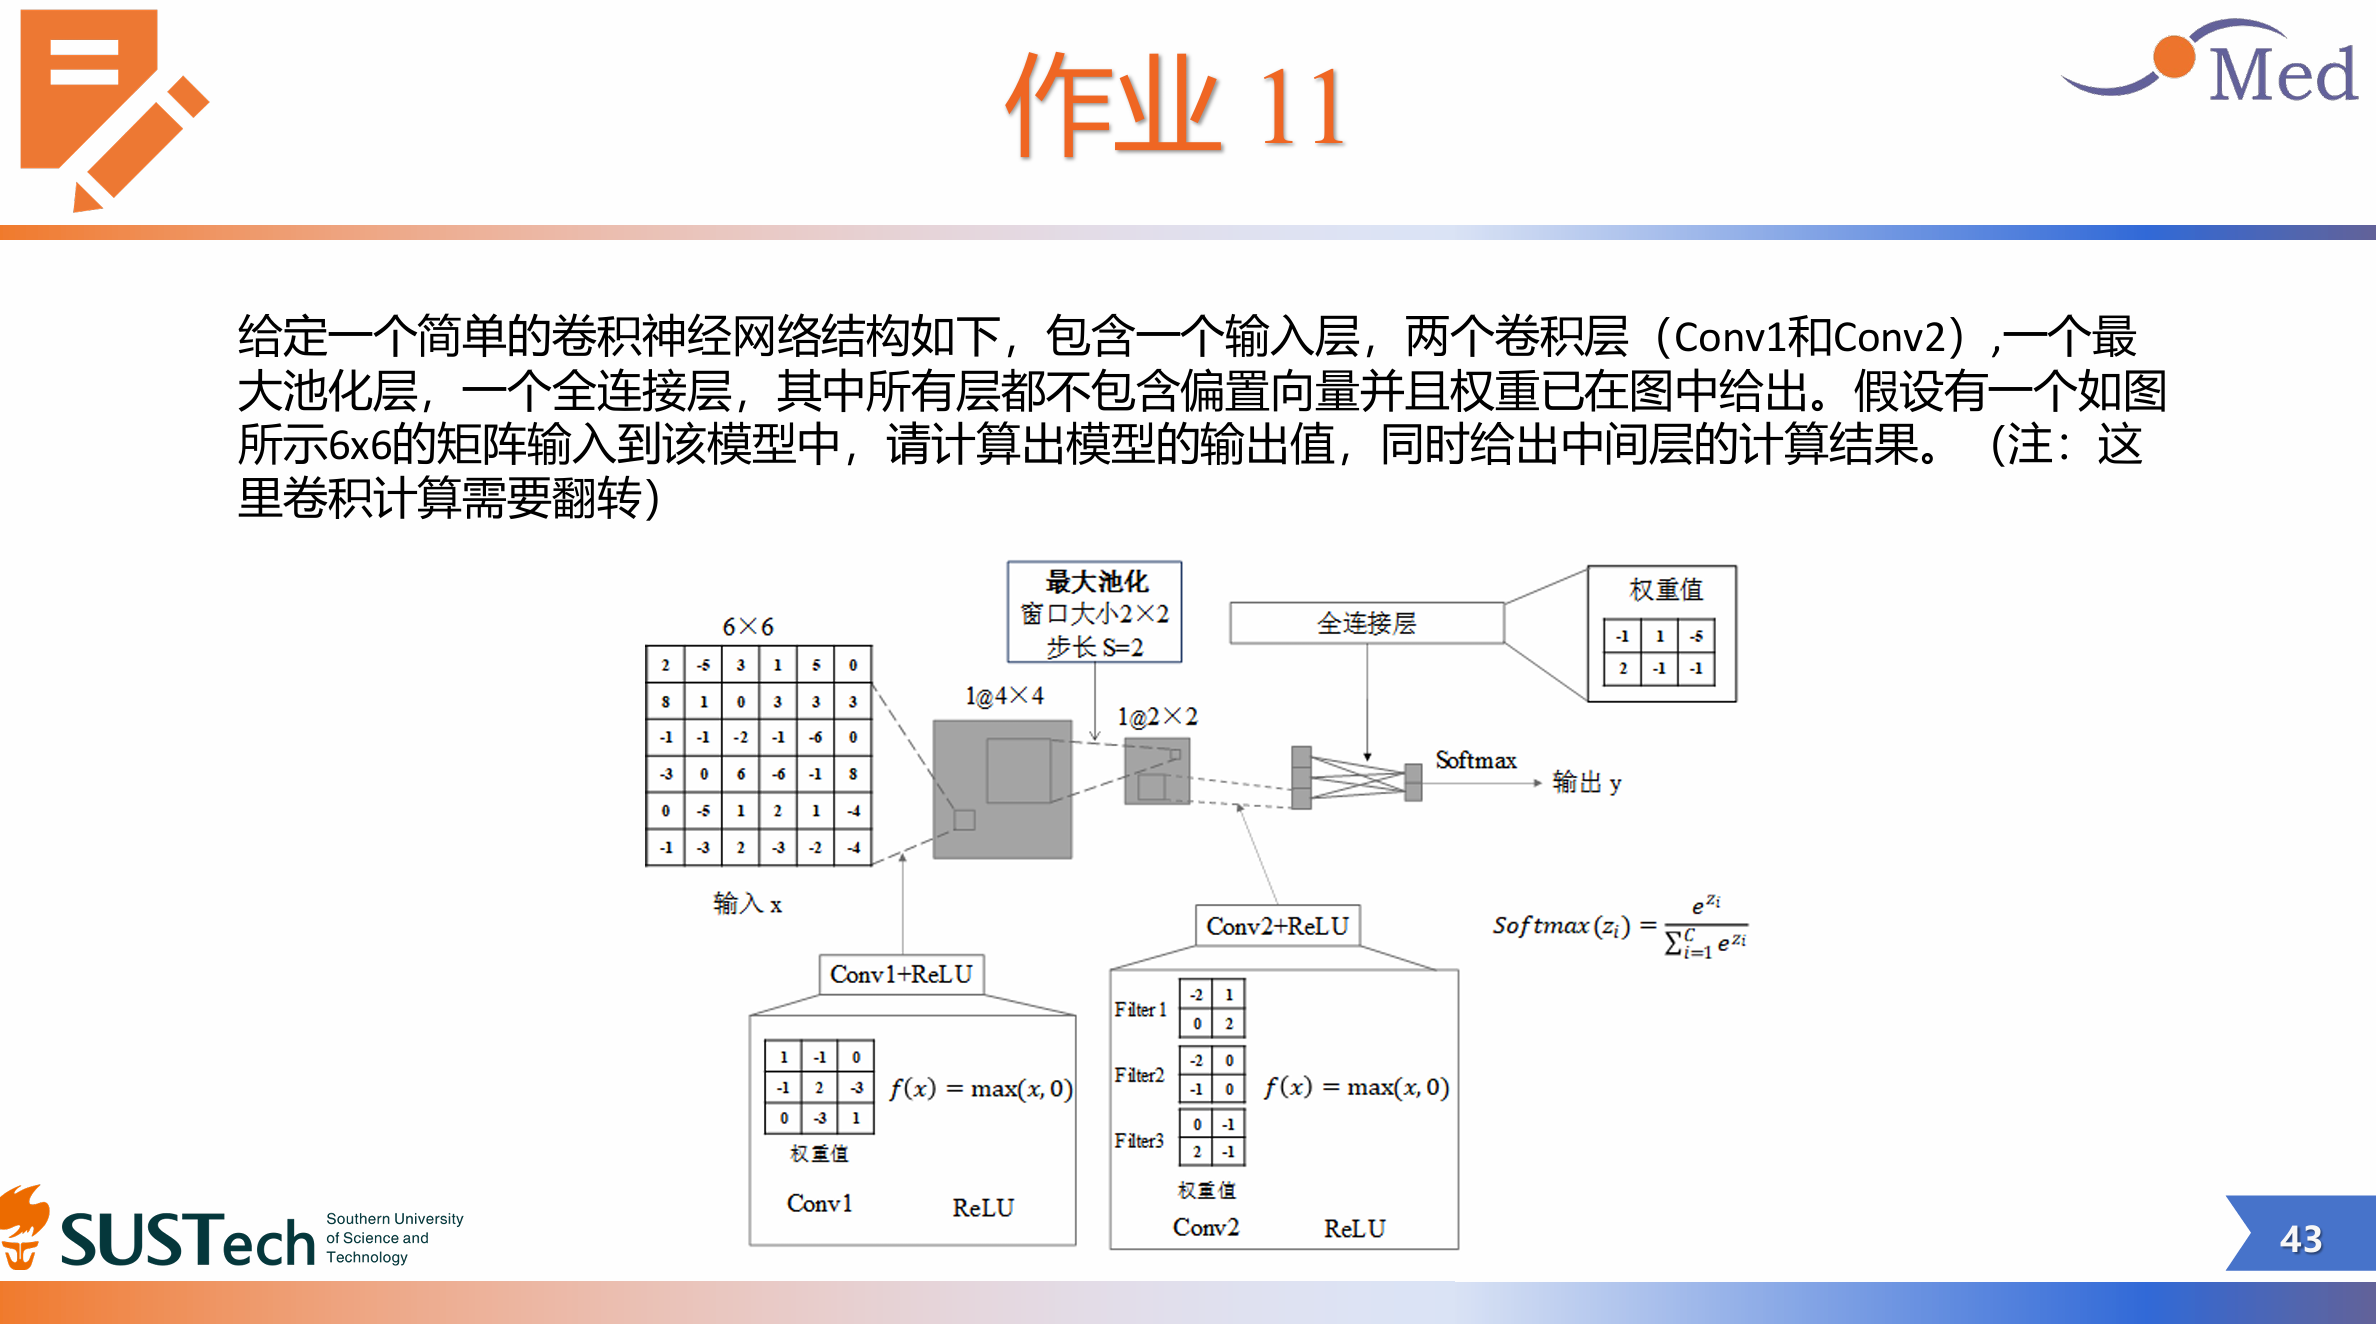 作业 11
Med
给定一个简单的卷积神经网络结构如下，包含一个输入层，两个卷积层（Conv1和Conv2）,一个最
大池化层，一个全连接层，其中所有层都不包含偏置向量并且权重已在图中给出。假设有一个如图
所示6x6的矩阵输入到该模型中，请计算出模型的输出值，同时给出中间层的计算结果。（注：这
里卷积计算需要翻转）
6×6
2 -5 3 1 5 0
8 1 0 3 3 3
-1 -1 -2 -1 -6 0
-3 0 6 -6 -1 8
0 -5 1 2 1 -4
-1 -3 2 -3 -2 -4
输入 x
最大池化
窗口大小2×2
步长 S=2
1@4×4
1@2×2
全连接层
权重值
-1 1 -5
2 -1 -1
Softmax
输出 y
Conv1+ReLU
1 -1 0
-1 2 -3
0 -3 1
f(x) = max(x, 0)
权重值
Conv1
ReLU
Conv2+ReLU
Filter1
-2 1
0 2
Filter2
-2 0
-1 0
Filter3
0 -1
2 -1
f(x) = max(x, 0)
权重值
Conv2
ReLU
Softmax(z_i) = e^{z_i} / ∑_{i=1}^{C} e^{z_i}
SUSTech
Southern University
of Science and
Technology
43